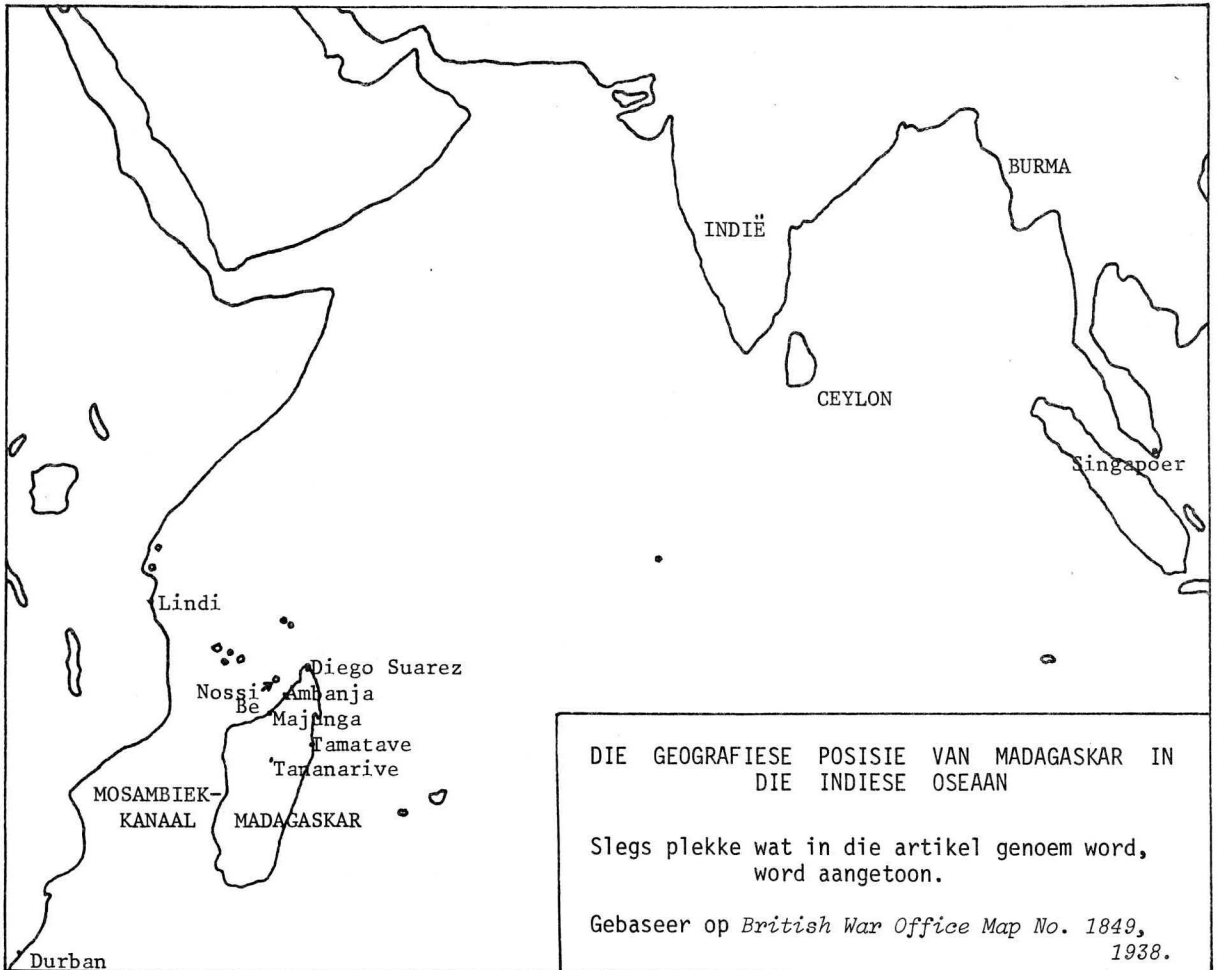 BURMA
INDIË
CEYLON
Singapoer
Lindi
Diego Suarez
Nossi
Be
Ambanja
Majunga
Tamatave
Tananarive
MOSAMBIEK-
KANAAL
MADAGASKAR
Durban
DIE GEOGRAFIESE POSISIE VAN MADAGASKAR IN
DIE INDIESE OSEAAN
Slegs plekke wat in die artikel genoem word,
word aangetoon.
Gebaseer op British War Office Map No. 1849,
1938.